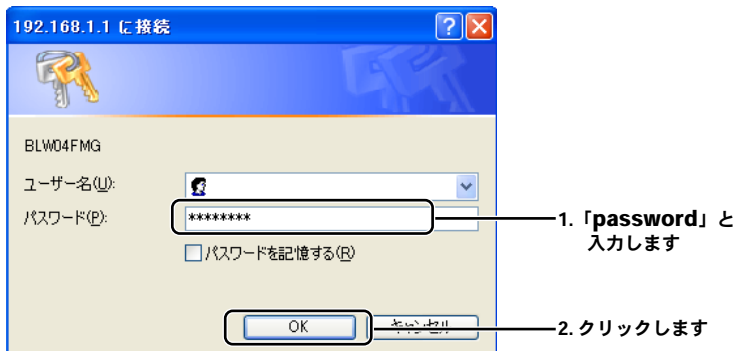 192.168.1.1 に接続
BLW04FMG
ユーザー名(U):
パスワード(P):
********
1.「password」と
入力します
パスワードを記憶する(R)
OK
キャンセル
2. クリックします